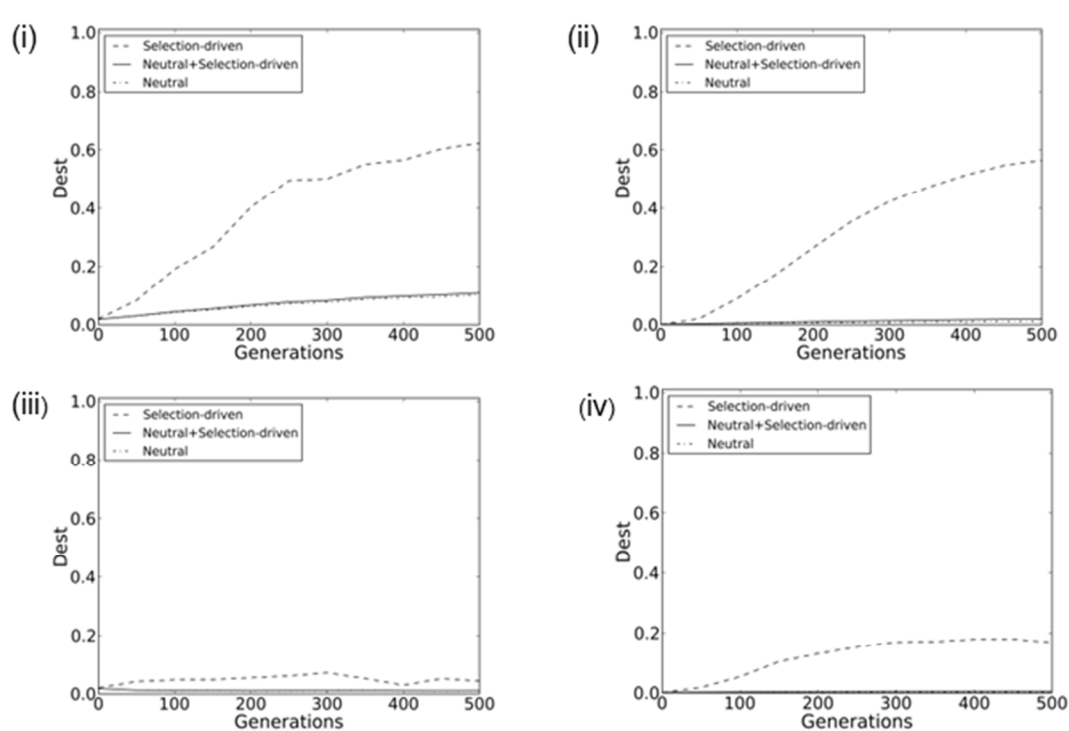 (i)
1.0
Selection-driven
Neutral+Selection-driven
Neutral
0.8
0.6
Dest
0.4
0.2
0.0
0 100 200 300 400 500
Generations
(ii)
1.0
Selection-driven
Neutral+Selection-driven
Neutral
0.8
0.6
Dest
0.4
0.2
0.0
0 100 200 300 400 500
Generations
(iii)
1.0
Selection-driven
Neutral+Selection-driven
Neutral
0.8
0.6
Dest
0.4
0.2
0.0
0 100 200 300 400 500
Generations
(iv)
1.0
Selection-driven
Neutral+Selection-driven
Neutral
0.8
0.6
Dest
0.4
0.2
0.0
0 100 200 300 400 500
Generations